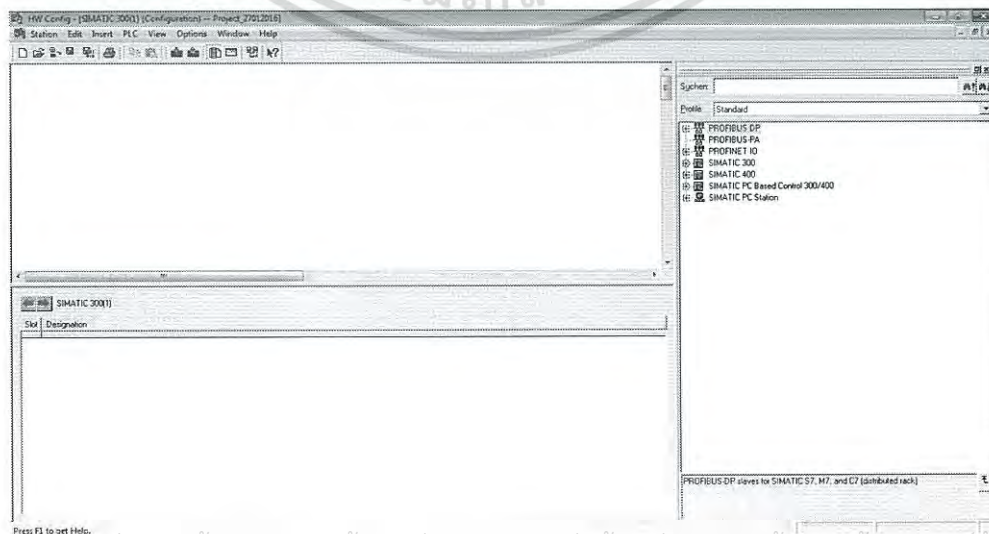 HW Config - [SIMATIC 300(1) (Configuration) -- Project_27012016]
Station Edit Insert PLC View Options Window Help
Suchen:
Profile: Standard
PROFIBUS DP
PROFIBUS-PA
PROFINET IO
SIMATIC 300
SIMATIC 400
SIMATIC PC Based Control 300/400
SIMATIC PC Station
SIMATIC 300(1)
Slot Designation
PROFIBUS-DP slaves for SIMATIC S7, M7, and C7 (distributed rack)
Press F1 to get Help.